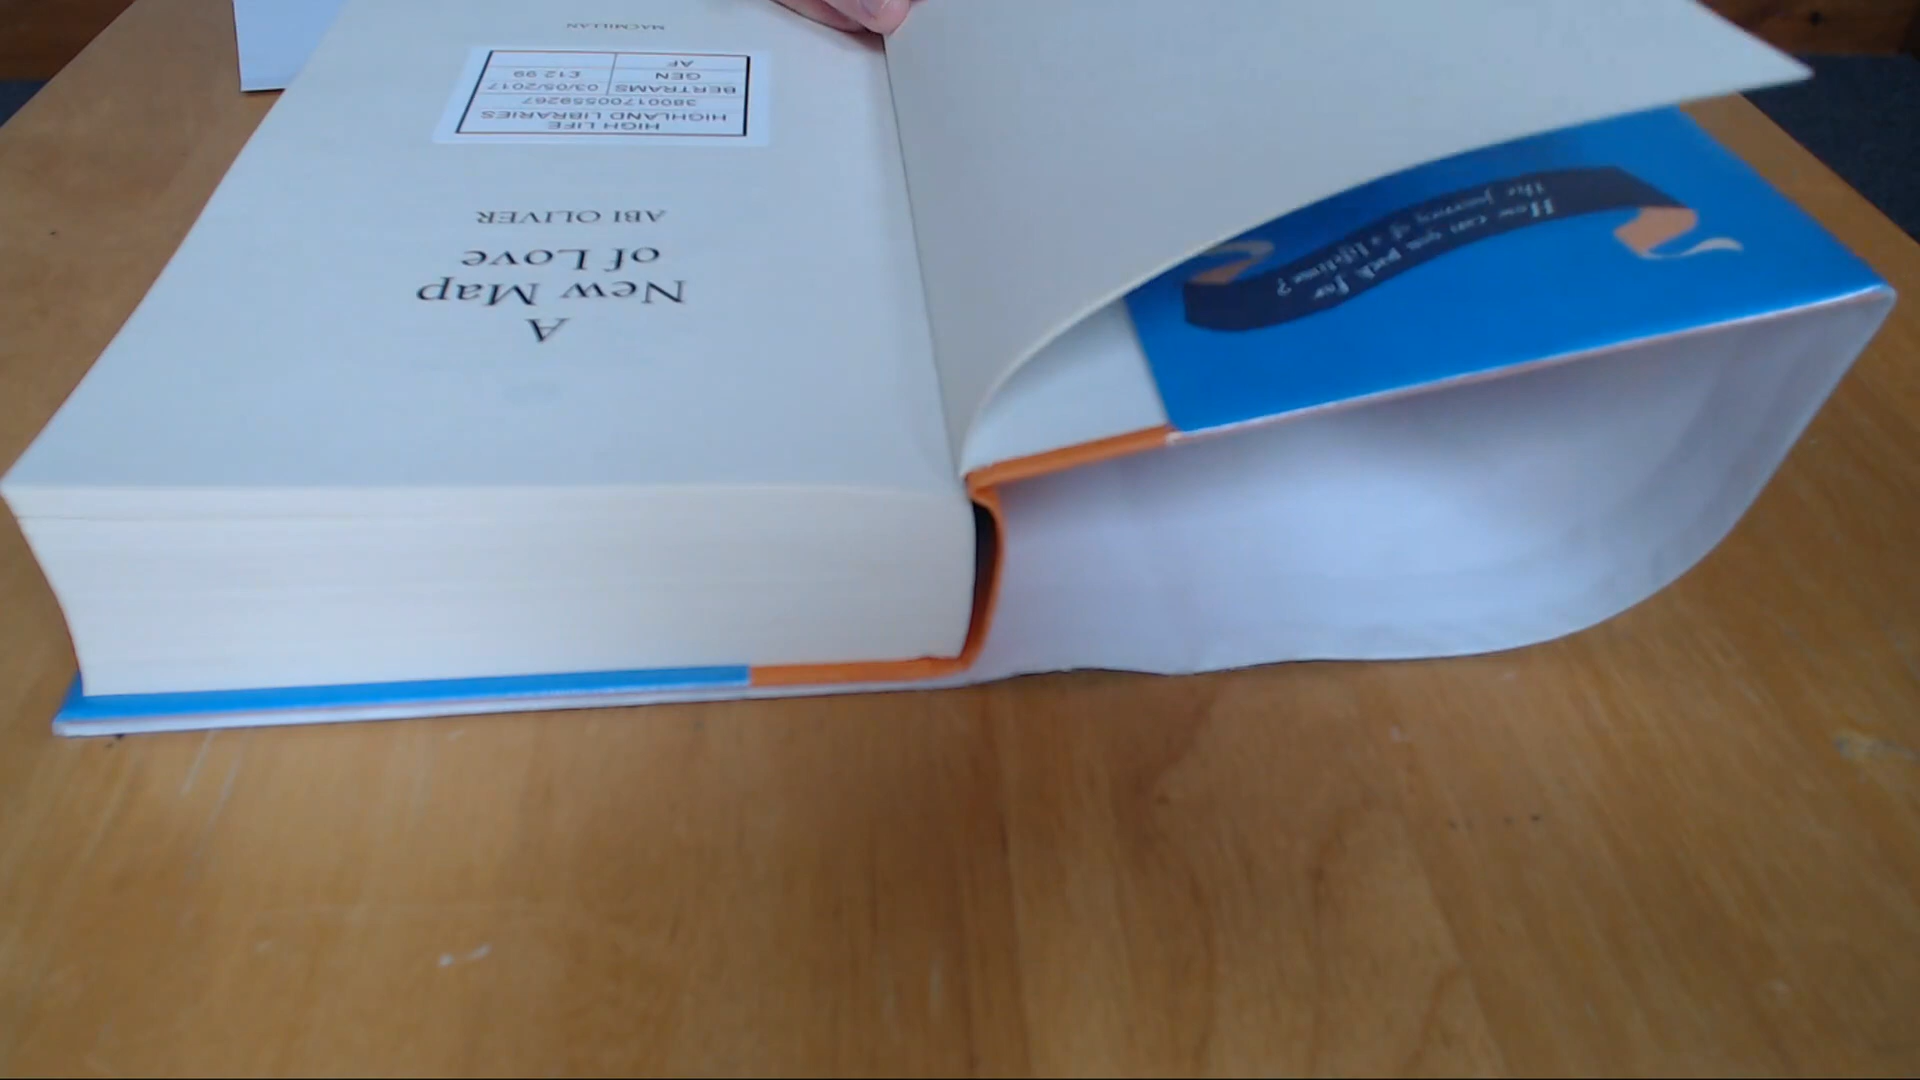 A
New Map
of Love
ABI OLIVER
HIGH LIFE
HIGHLAND LIBRARIES
38001700559267
BERTRAMS 03/05/2017
GEN £12.99
AF
MACMILLAN
How can you pack for
the journey of a lifetime?